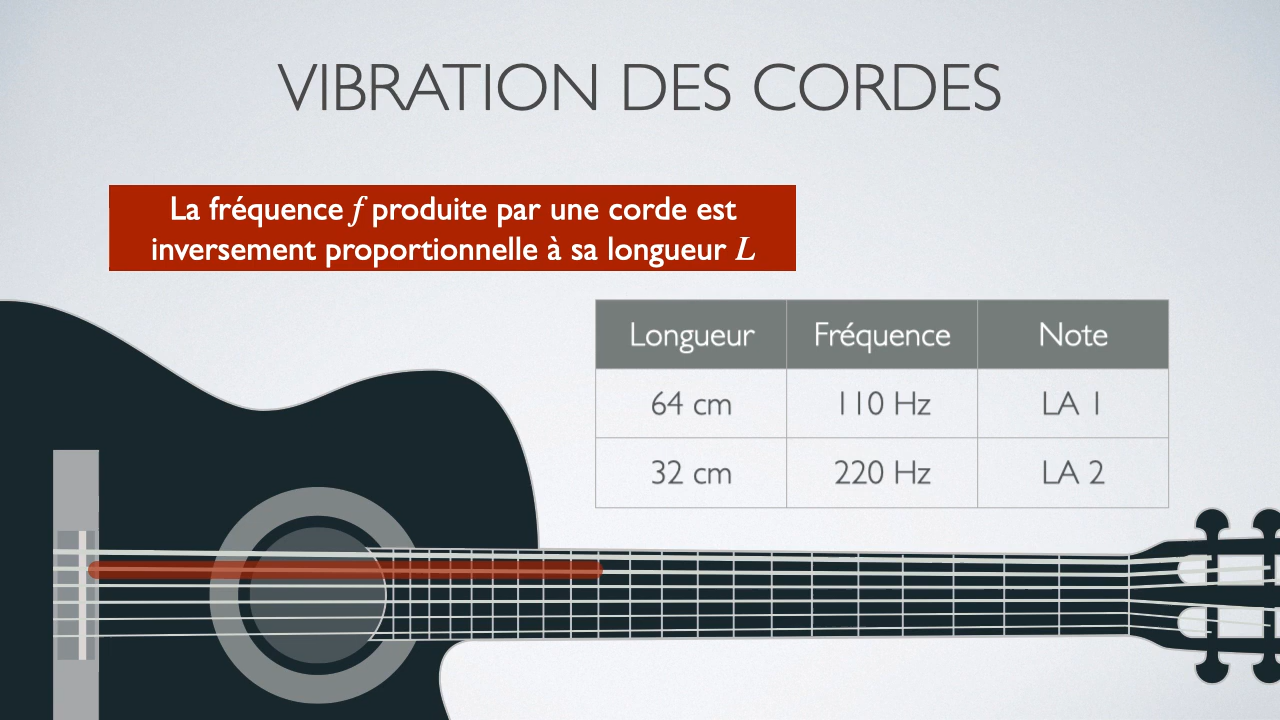 VIBRATION DES CORDES
La fréquence f produite par une corde est
inversement proportionnelle à sa longueur L
Longueur Fréquence Note
64 cm 110 Hz LA 1
32 cm 220 Hz LA 2